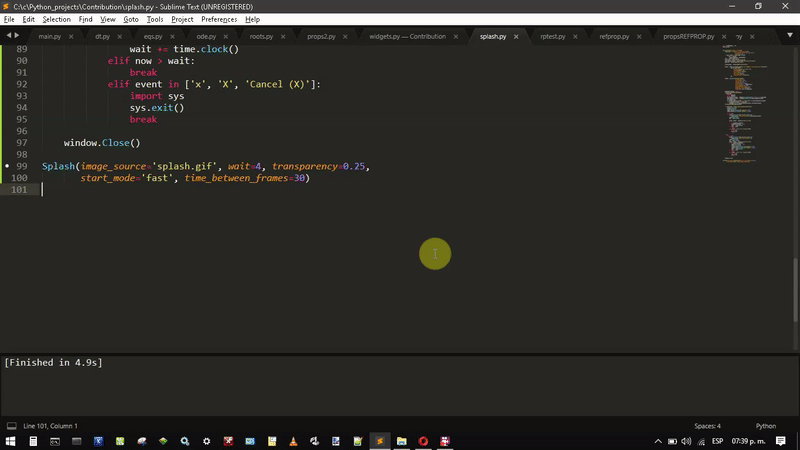 C:\c\Python_projects\Contribution\splash.py - Sublime Text (UNREGISTERED)
File Edit Selection Find View Goto Tools Project Preferences Help
main.py dt.py eqs.py ode.py roots.py props2.py widgets.py — Contribution splash.py rptest.py refprop.py propsREFPROP.py
89 wait += time.clock()
90 elif now > wait:
91 break
92 elif event in ['x', 'X', 'Cancel (X)']:
93 import sys
94 sys.exit()
95 break
96
97 window.Close()
98
99 Splash(image_source='splash.gif', wait=4, transparency=0.25,
100 start_mode='fast', time_between_frames=30)
101
[Finished in 4.9s]
Line 101, Column 1 Spaces: 4 Python
ESP 07:39 p. m.